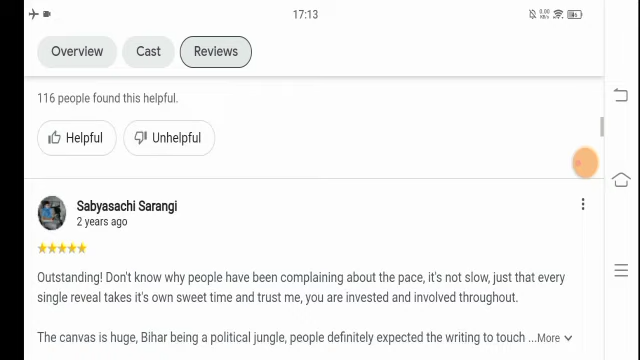 17:13
Overview Cast Reviews
116 people found this helpful.
Helpful Unhelpful
Sabyasachi Sarangi
2 years ago
Outstanding! Don't know why people have been complaining about the pace, it's not slow, just that every
single reveal takes it's own sweet time and trust me, you are invested and involved throughout.
The canvas is huge, Bihar being a political jungle, people definitely expected the writing to touch ...More